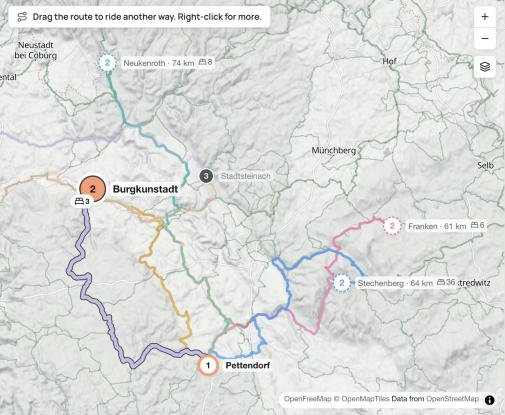 Drag the route to ride another way. Right-click for more.
+
−
Neustadt
bei Coburg
ental
2
Neukenroth · 74 km 8
Hof
Münchberg
Selb
3
Stadtsteinach
2
Burgkunstadt
3
2
Franken · 61 km 6
2
Stechenberg · 64 km 36
ktredwitz
1
Pettendorf
OpenFreeMap © OpenMapTiles Data from OpenStreetMap